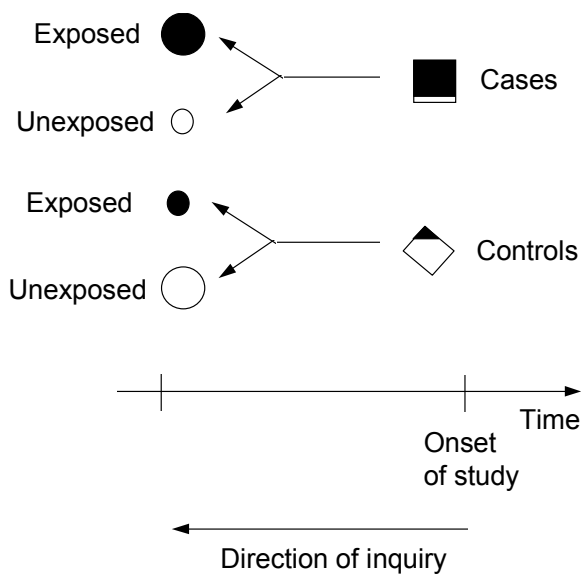 Exposed
Cases
Unexposed
Exposed
Controls
Unexposed
Time
Onset
of study
Direction of inquiry